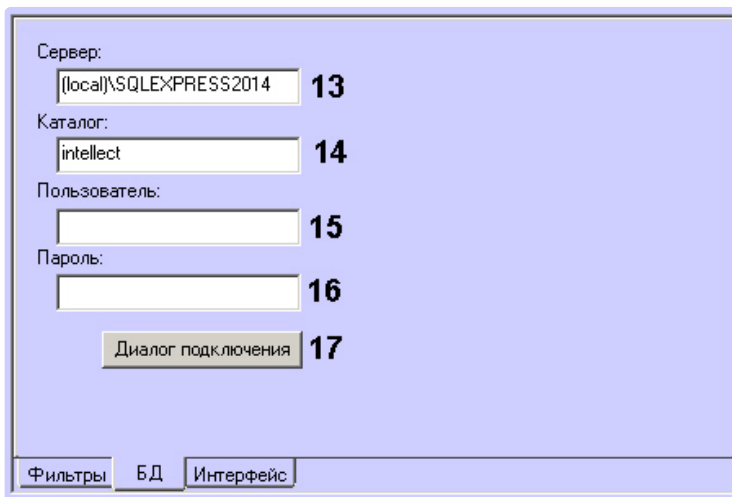 Сервер:
(local)\SQLEXPRESS2014 13
Каталог:
intellect 14
Пользователь:
15
Пароль:
16
Диалог подключения 17
Фильтры БД Интерфейс